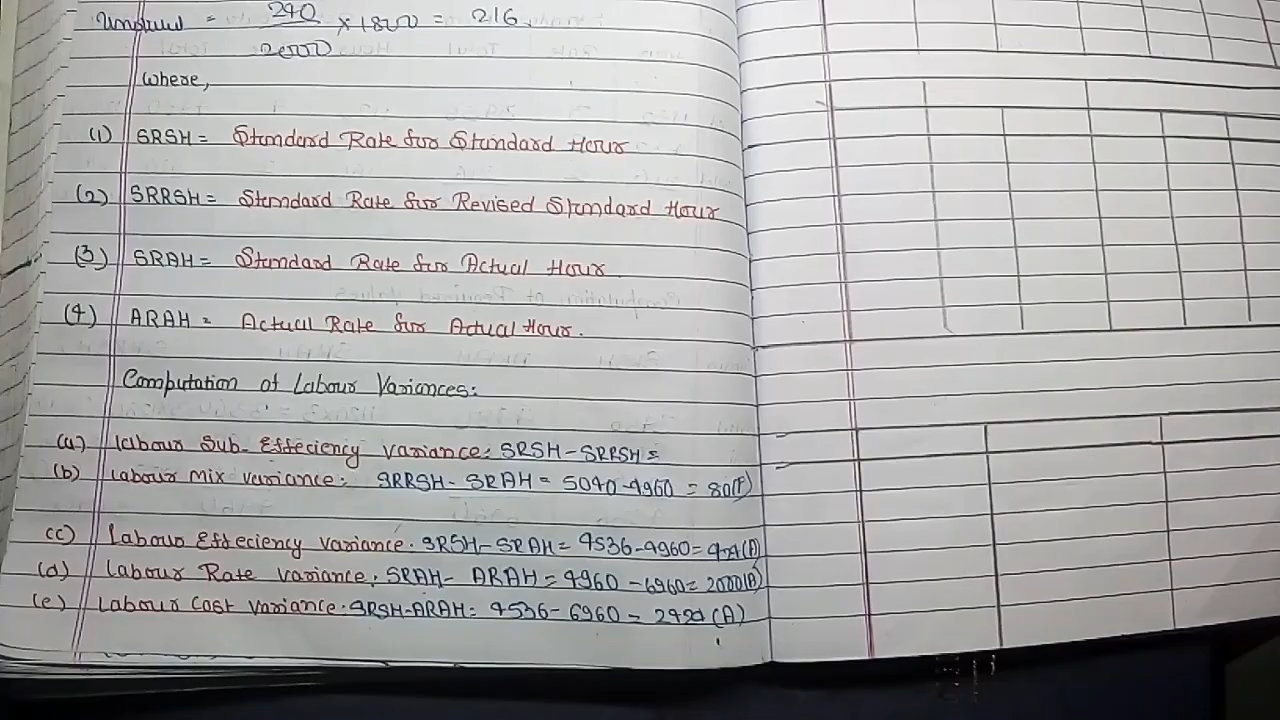 240
= × 1800 = 216.
2000
Where,
(1) SRSH = Standard Rate for Standard Hour
(2) SRRSH = Standard Rate for Revised Standard Hour
(3) SRAH = Standard Rate for Actual Hour
(4) ARAH = Actual Rate for Actual Hour.
Computation of Labour Variances:
(a) Labour Sub-Effeciency Variance: SRSH - SRRSH =
(b) Labour mix variance: SRRSH - SRAH = 5040 - 4960 = 80(F)
(c) Labour Effeciency variance. SRSH - SRAH = 4536 - 4960 = 424(A)
(d) Labour Rate variance: SRAH - ARAH = 4960 - 6960 = 2000(A)
(e) Labour Cost variance. SRSH-ARAH = 4536 - 6960 = 2424 (A)